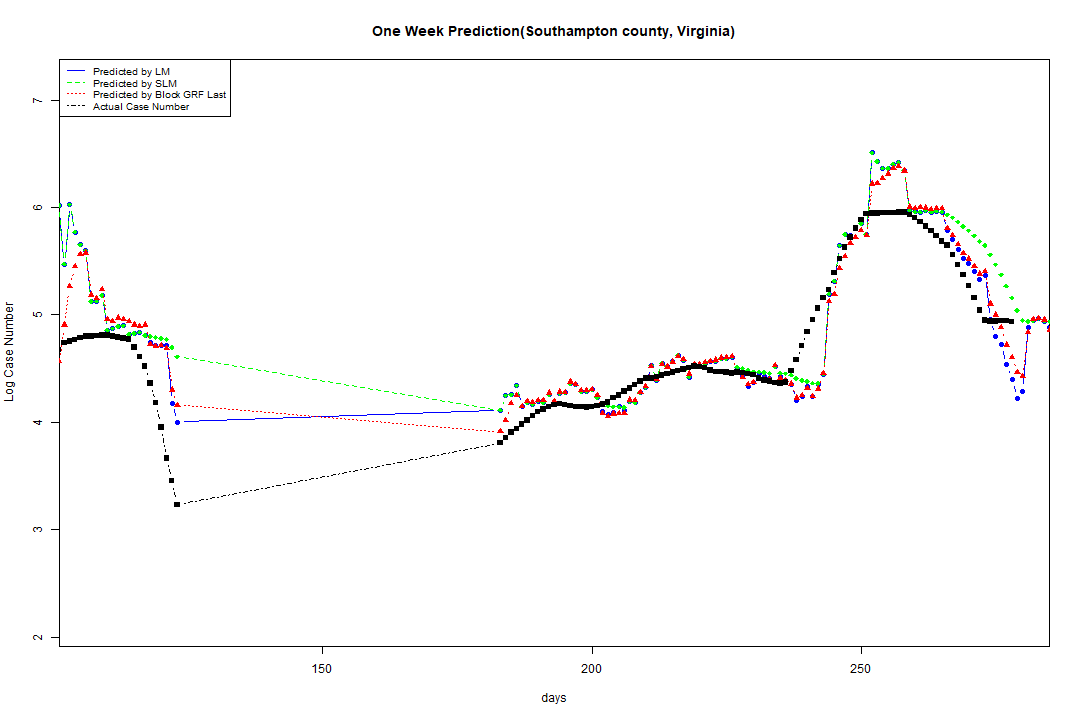 One Week Prediction(Southampton county, Virginia)
Predicted by LM
Predicted by SLM
Predicted by Block GRF Last
Actual Case Number
7
6
5
4
3
2
Log Case Number
150
200
250
days